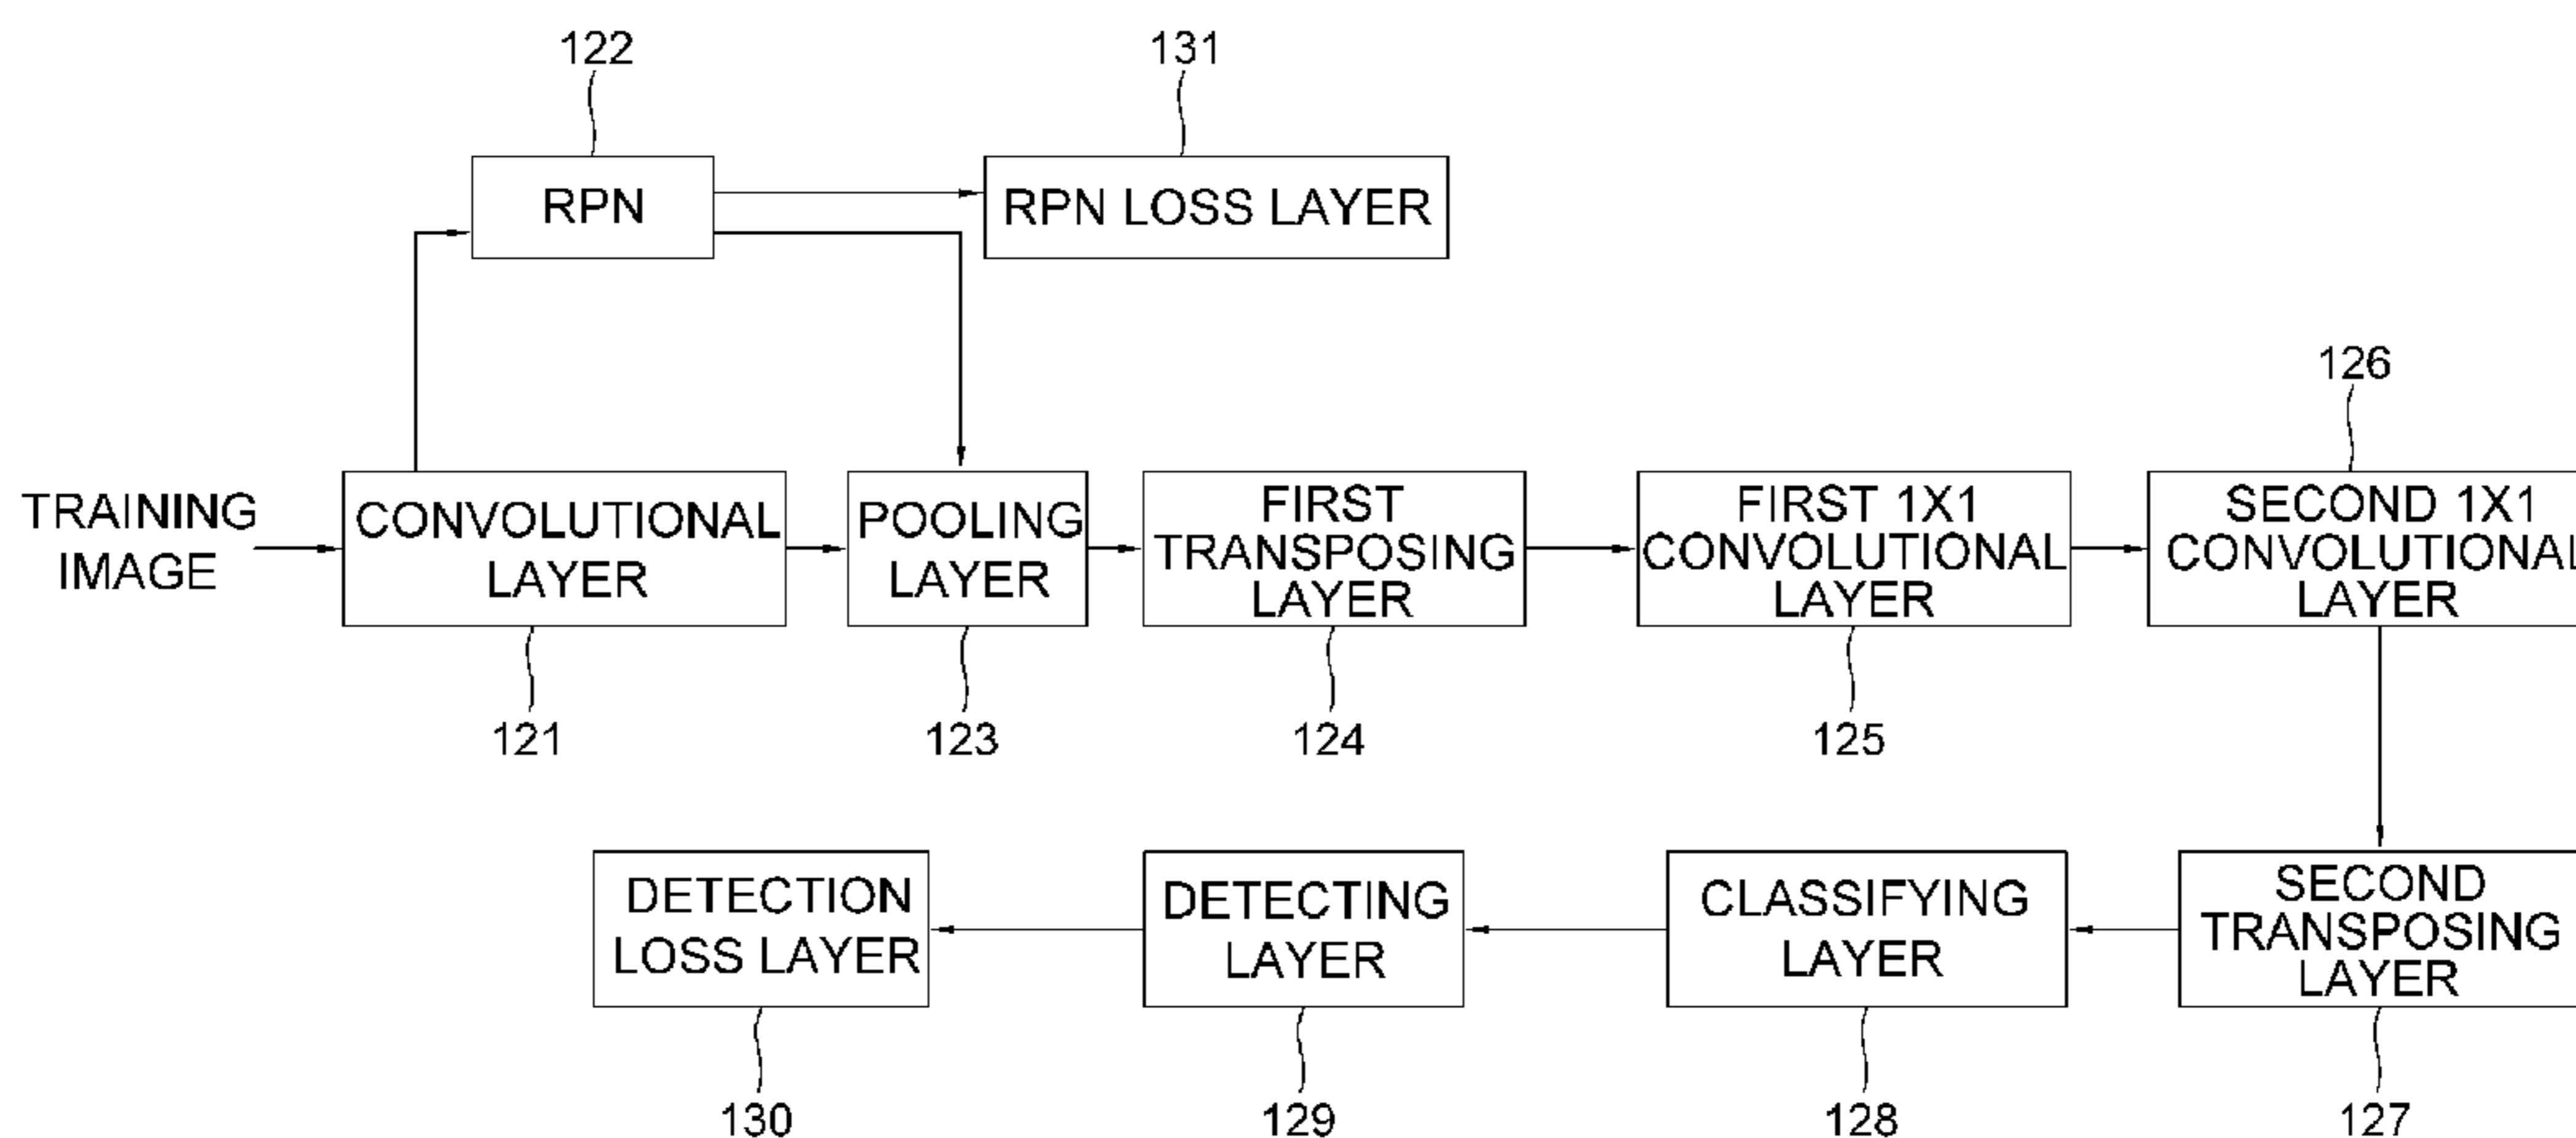 122
131
RPN
RPN LOSS LAYER
126
TRAINING
IMAGE
CONVOLUTIONAL
LAYER
POOLING
LAYER
FIRST
TRANSPOSING
LAYER
FIRST 1X1
CONVOLUTIONAL
LAYER
SECOND 1X1
CONVOLUTIONAL
LAYER
121
123
124
125
DETECTION
LOSS LAYER
DETECTING
LAYER
CLASSIFYING
LAYER
SECOND
TRANSPOSING
LAYER
130
129
128
127